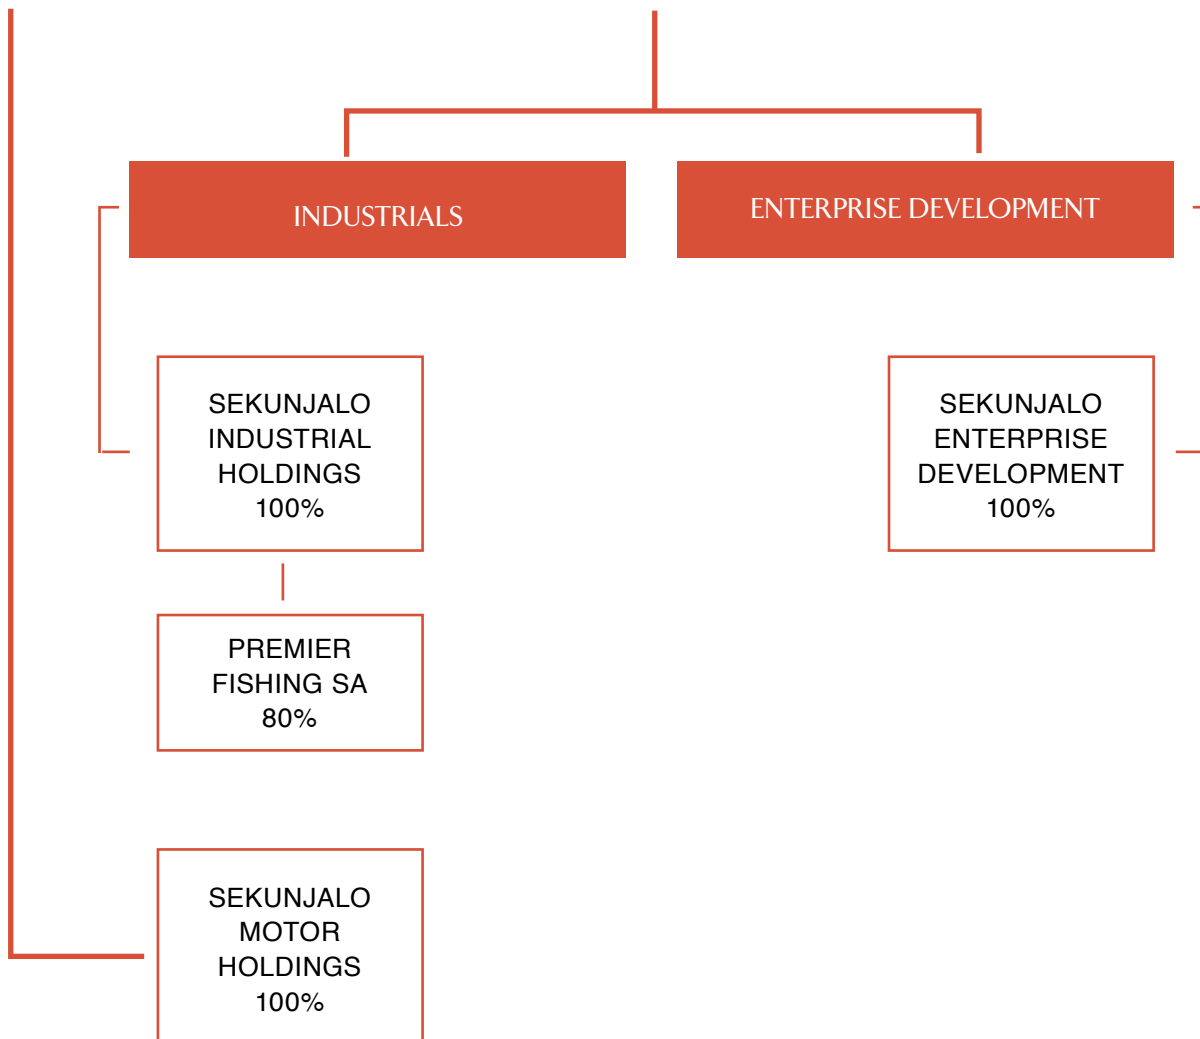 INDUSTRIALS
ENTERPRISE DEVELOPMENT
SEKUNJALO
INDUSTRIAL
HOLDINGS
100%
SEKUNJALO
ENTERPRISE
DEVELOPMENT
100%
PREMIER
FISHING SA
80%
SEKUNJALO
MOTOR
HOLDINGS
100%